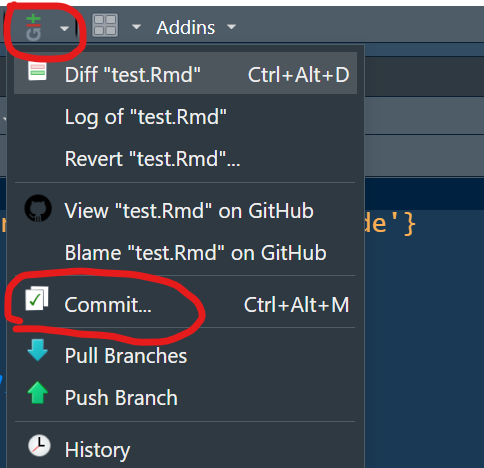 Git Addins
Diff "test.Rmd" Ctrl+Alt+D
Log of "test.Rmd"
Revert "test.Rmd"...
View "test.Rmd" on GitHub
de'}
Blame "test.Rmd" on GitHub
Commit... Ctrl+Alt+M
Pull Branches
Push Branch
History